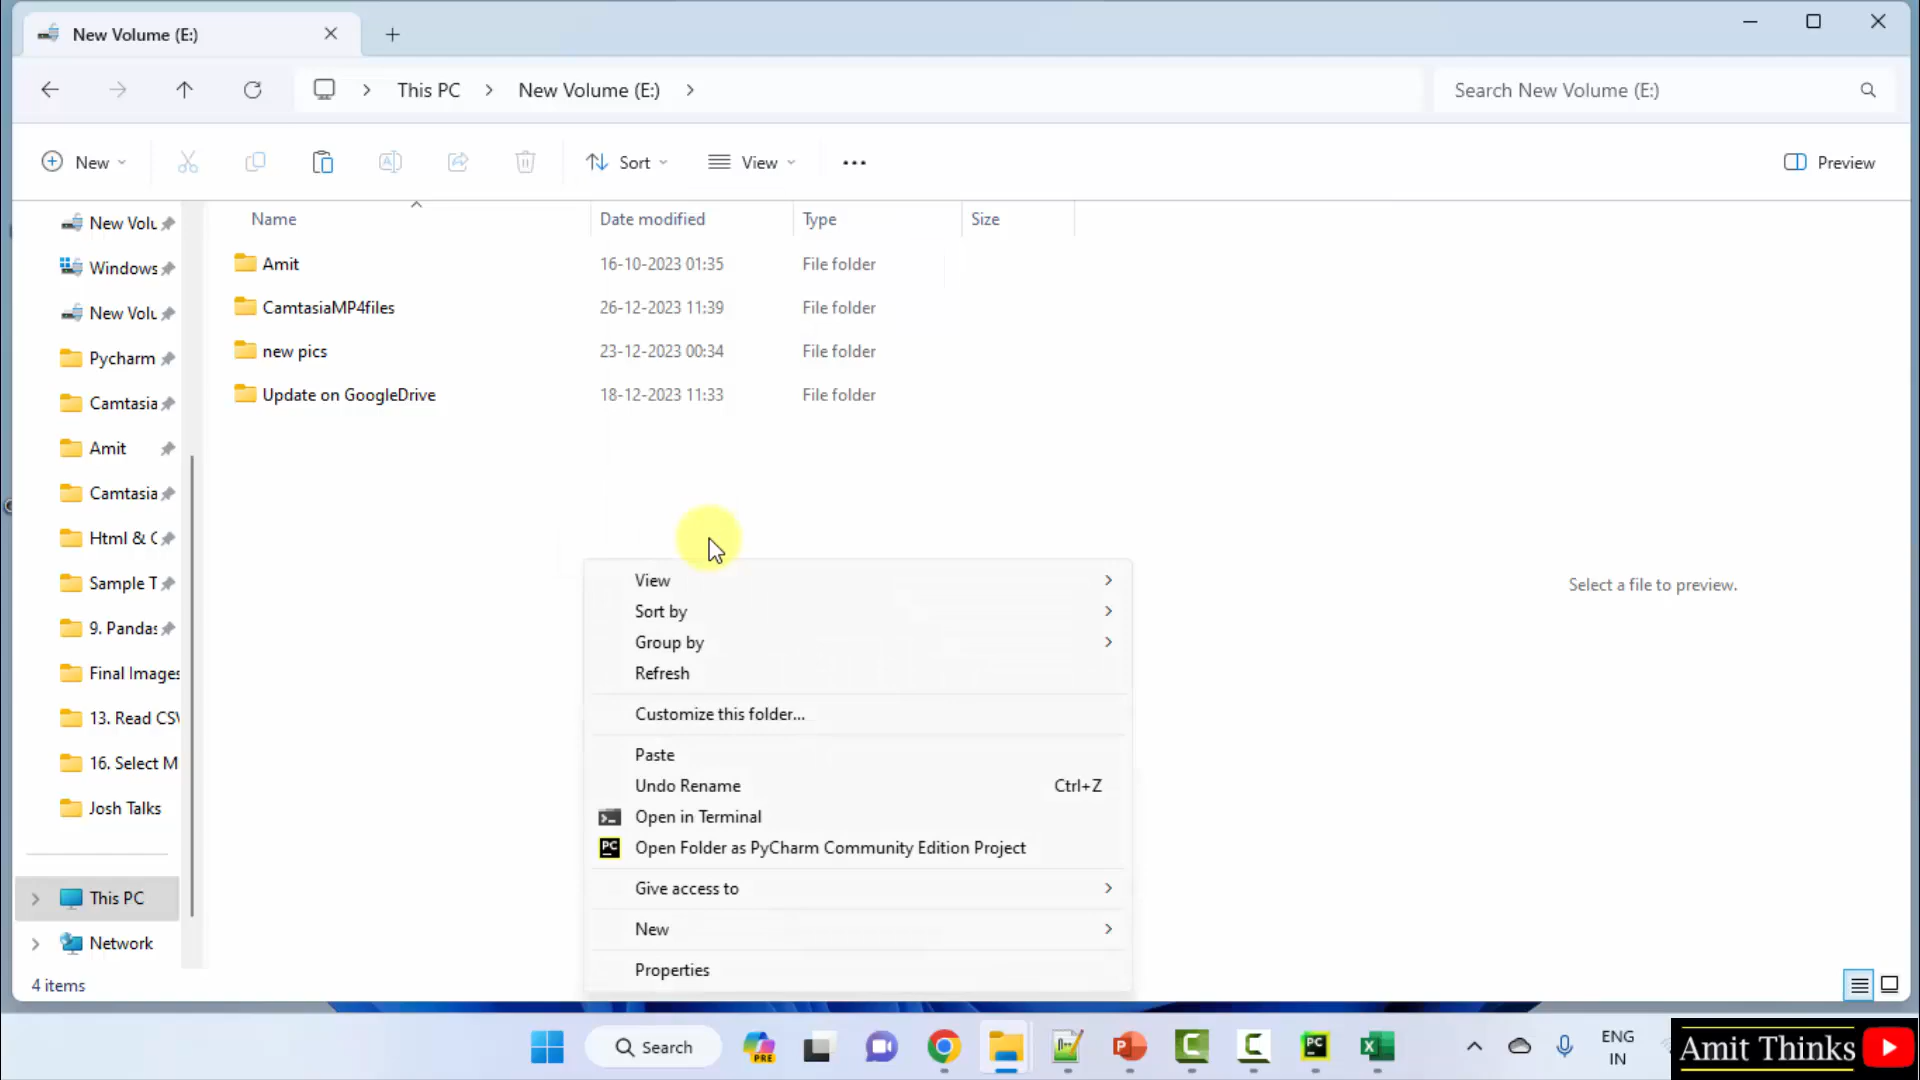 New Volume (E:)
This PC
New Volume (E:)
Search New Volume (E:)
New
Sort
View
Preview
Name
Date modified
Type
Size
Amit
16-10-2023 01:35
File folder
CamtasiaMP4files
26-12-2023 11:39
File folder
new pics
23-12-2023 00:34
File folder
Update on GoogleDrive
18-12-2023 11:33
File folder
New Volu
Windows
New Volu
Pycharm
Camtasia
Amit
Camtasia
Html & C
Sample T
9. Pandas
Final Images
13. Read CSV
16. Select M
Josh Talks
This PC
Network
4 items
View
Sort by
Group by
Refresh
Customize this folder...
Paste
Undo Rename Ctrl+Z
Open in Terminal
PC Open Folder as PyCharm Community Edition Project
Give access to
New
Properties
Select a file to preview.
Search
PRE
P
C
C
PC
X
ENG
IN
Amit Thinks